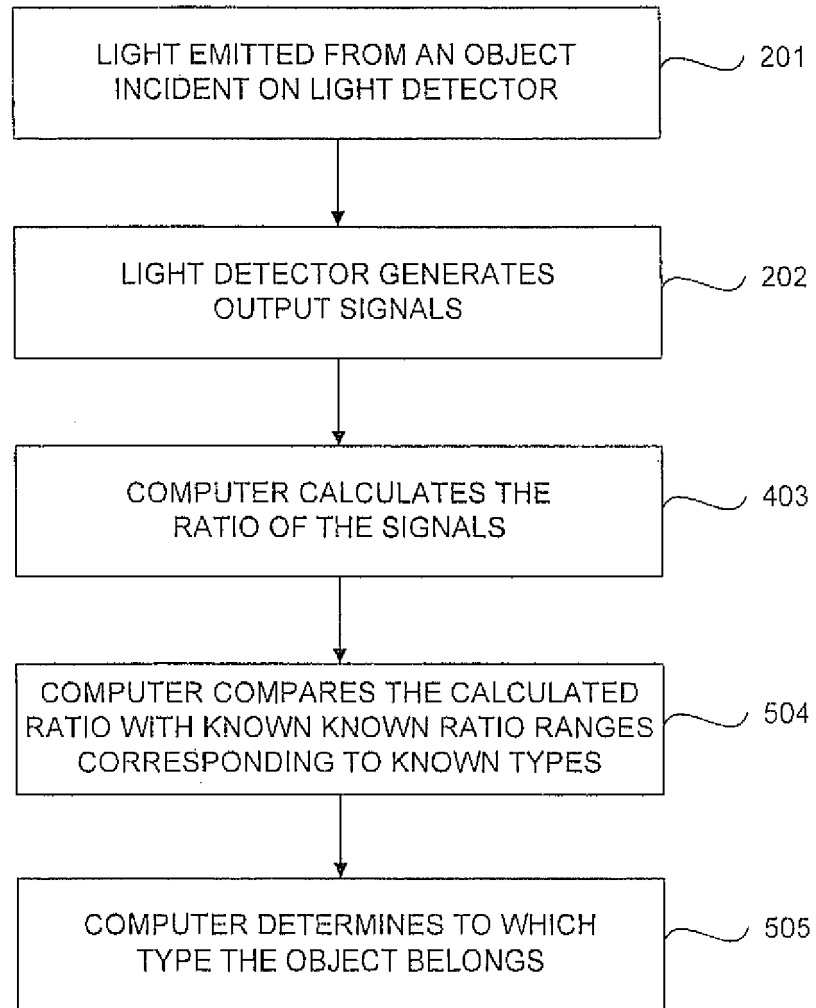 LIGHT EMITTED FROM AN OBJECT
INCIDENT ON LIGHT DETECTOR
201
LIGHT DETECTOR GENERATES
OUTPUT SIGNALS
202
COMPUTER CALCULATES THE
RATIO OF THE SIGNALS
403
COMPUTER COMPARES THE CALCULATED
RATIO WITH KNOWN KNOWN RATIO RANGES
CORRESPONDING TO KNOWN TYPES
504
COMPUTER DETERMINES TO WHICH
TYPE THE OBJECT BELONGS
505